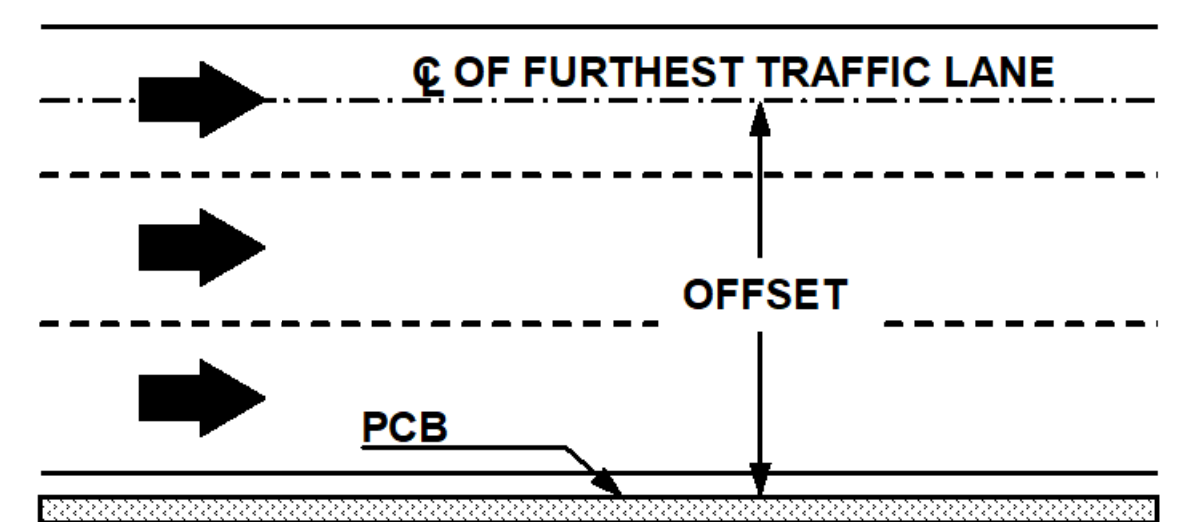 ℄ OF FURTHEST TRAFFIC LANE
OFFSET
PCB